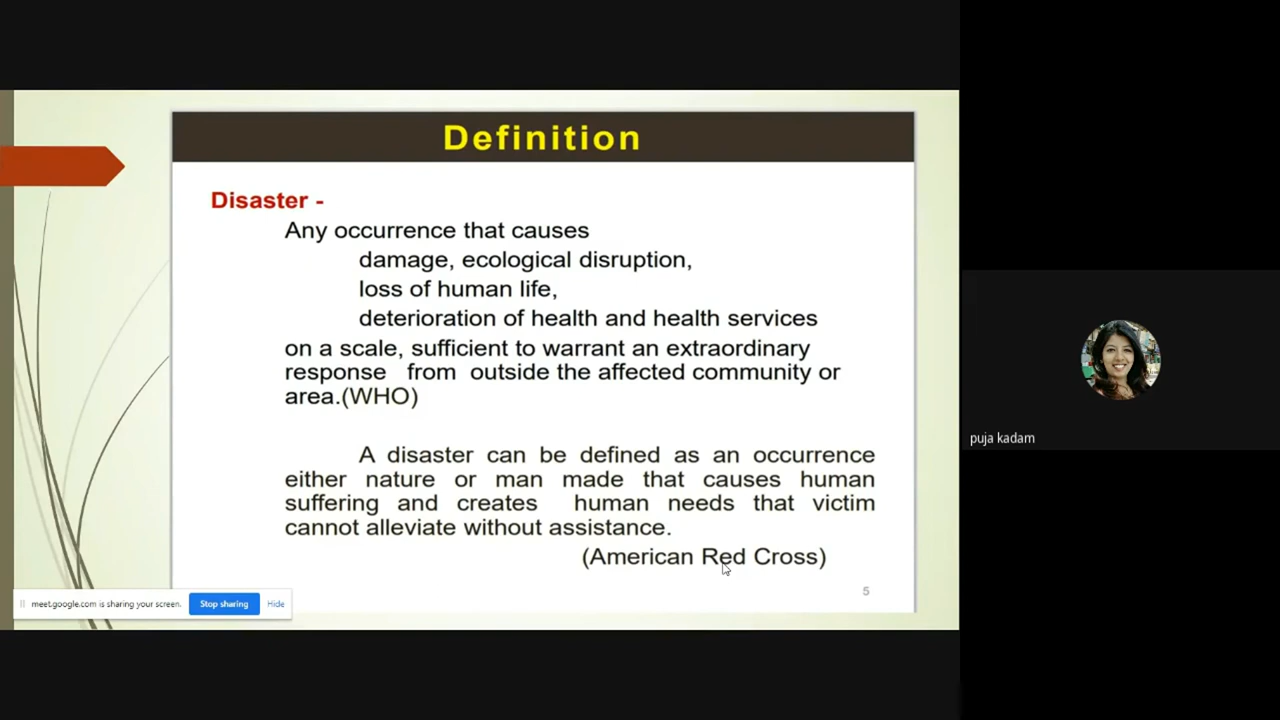 Definition
Disaster -
Any occurrence that causes
damage, ecological disruption,
loss of human life,
deterioration of health and health services
on a scale, sufficient to warrant an extraordinary
response from outside the affected community or
area.(WHO)
A disaster can be defined as an occurrence
either nature or man made that causes human
suffering and creates human needs that victim
cannot alleviate without assistance.
(American Red Cross)
5
meet.google.com is sharing your screen. Stop sharing Hide
puja kadam